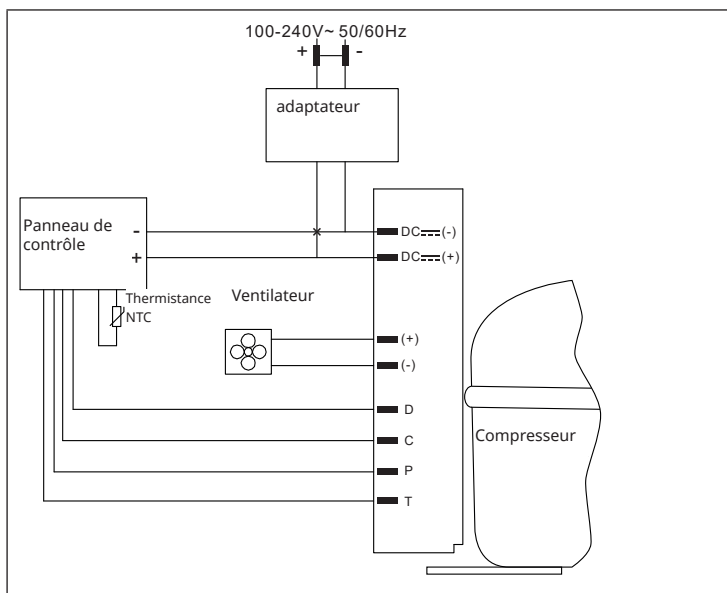 100-240V~ 50/60Hz
+ -
adaptateur
Panneau de
contrôle
-
+
DC (-)
DC (+)
Thermistance
NTC
Ventilateur
(+)
(-)
D
C
P
T
Compresseur